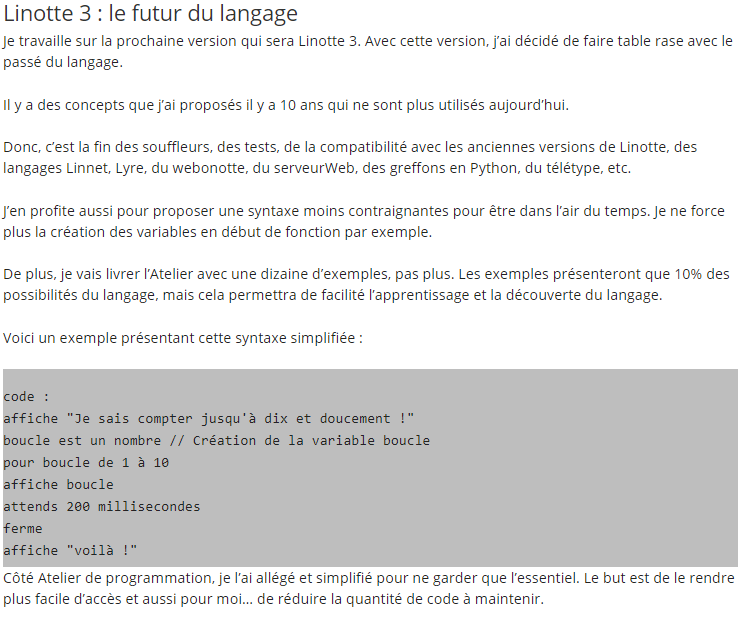 Linotte 3 : le futur du langage
Je travaille sur la prochaine version qui sera Linotte 3. Avec cette version, j’ai décidé de faire table rase avec le
passé du langage.
Il y a des concepts que j’ai proposés il y a 10 ans qui ne sont plus utilisés aujourd’hui.
Donc, c’est la fin des souffleurs, des tests, de la compatibilité avec les anciennes versions de Linotte, des
langages Linnet, Lyre, du webonotte, du serveurWeb, des greffons en Python, du télétype, etc.
J’en profite aussi pour proposer une syntaxe moins contraignantes pour être dans l’air du temps. Je ne force
plus la création des variables en début de fonction par exemple.
De plus, je vais livrer l’Atelier avec une dizaine d’exemples, pas plus. Les exemples présenteront que 10% des
possibilités du langage, mais cela permettra de facilité l’apprentissage et la découverte du langage.
Voici un exemple présentant cette syntaxe simplifiée :
code :
affiche "Je sais compter jusqu'à dix et doucement !"
boucle est un nombre // Création de la variable boucle
pour boucle de 1 à 10
affiche boucle
attends 200 millisecondes
ferme
affiche "voilà !"
Côté Atelier de programmation, je l’ai allégé et simplifié pour ne garder que l’essentiel. Le but est de le rendre
plus facile d’accès et aussi pour moi… de réduire la quantité de code à maintenir.